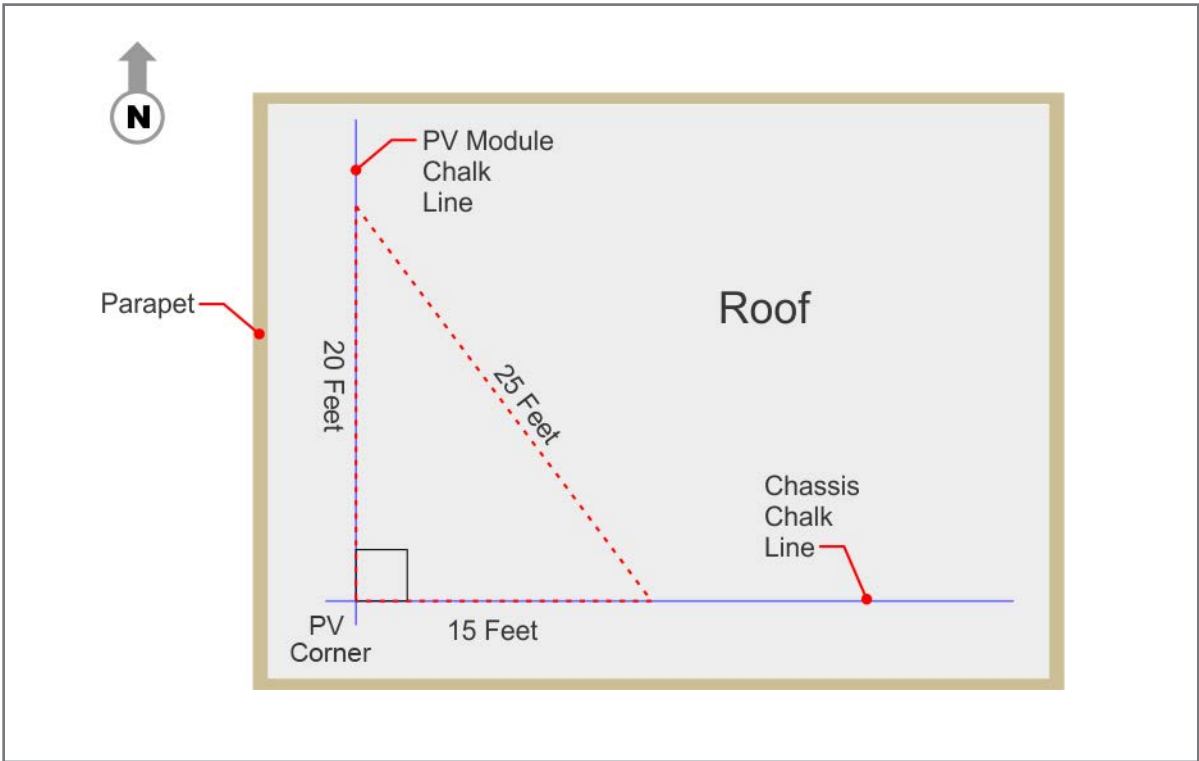 N
PV Module
Chalk
Line
Parapet
Roof
20 Feet
25 Feet
Chassis
Chalk
Line
PV
Corner
15 Feet